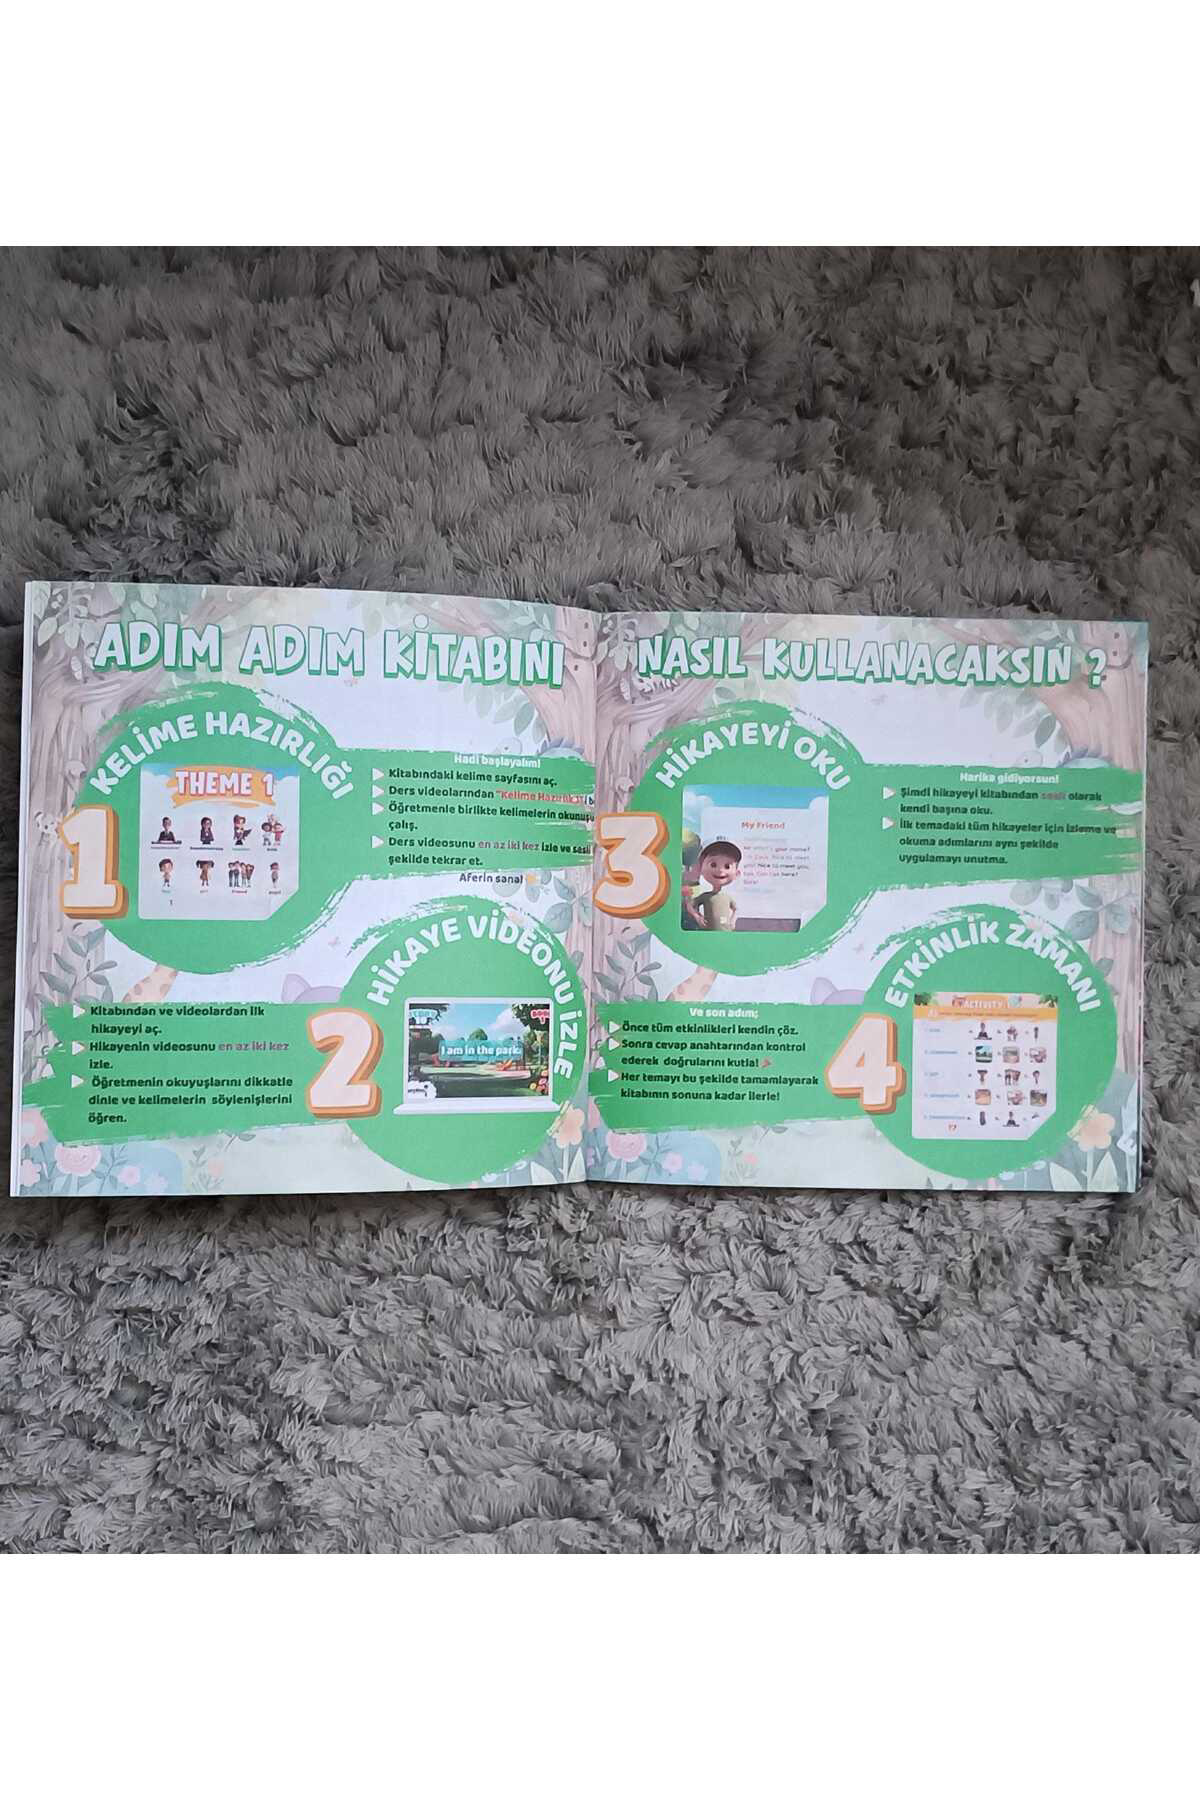 ADIM ADIM KİTABINI
NASIL KULLANACAKSIN ?
1
KELİME HAZIRLIĞI
THEME 1
Hadi başlayalım!
Kitabındaki kelime sayfasını aç.
Ders videolarından "Kelime Hazırlık
Öğretmenle birlikte kelimelerin okunuşu
çalış.
Ders videosunu en az iki kez izle ve sesli
şekilde tekrar et.
Aferin sana!
2
HİKAYE VİDEONU İZLE
I am in the park
Kitabından ve videolardan ilk
hikayeyi aç.
Hikayenin videosunu en az iki kez
izle.
Öğretmenin okuyuşlarını dikkatle
dinle ve kelimelerin söylenişlerini
öğren.
3
HİKAYEYİ OKU
My Friend
Harika gidiyorsun!
Şimdi hikayeyi kitabından sesli olarak
kendi başına oku.
İlk temadaki tüm hikayeler için izleme ve
okuma adımlarını aynı şekilde
uygulamayı unutma.
4
ETKİNLİK ZAMANI
ACTIVITY
Ve son adım;
Önce tüm etkinlikleri kendin çöz.
Sonra cevap anahtarından kontrol
ederek doğrularını kutla!
Her temayı bu şekilde tamamlayarak
kitabının sonuna kadar ilerle!